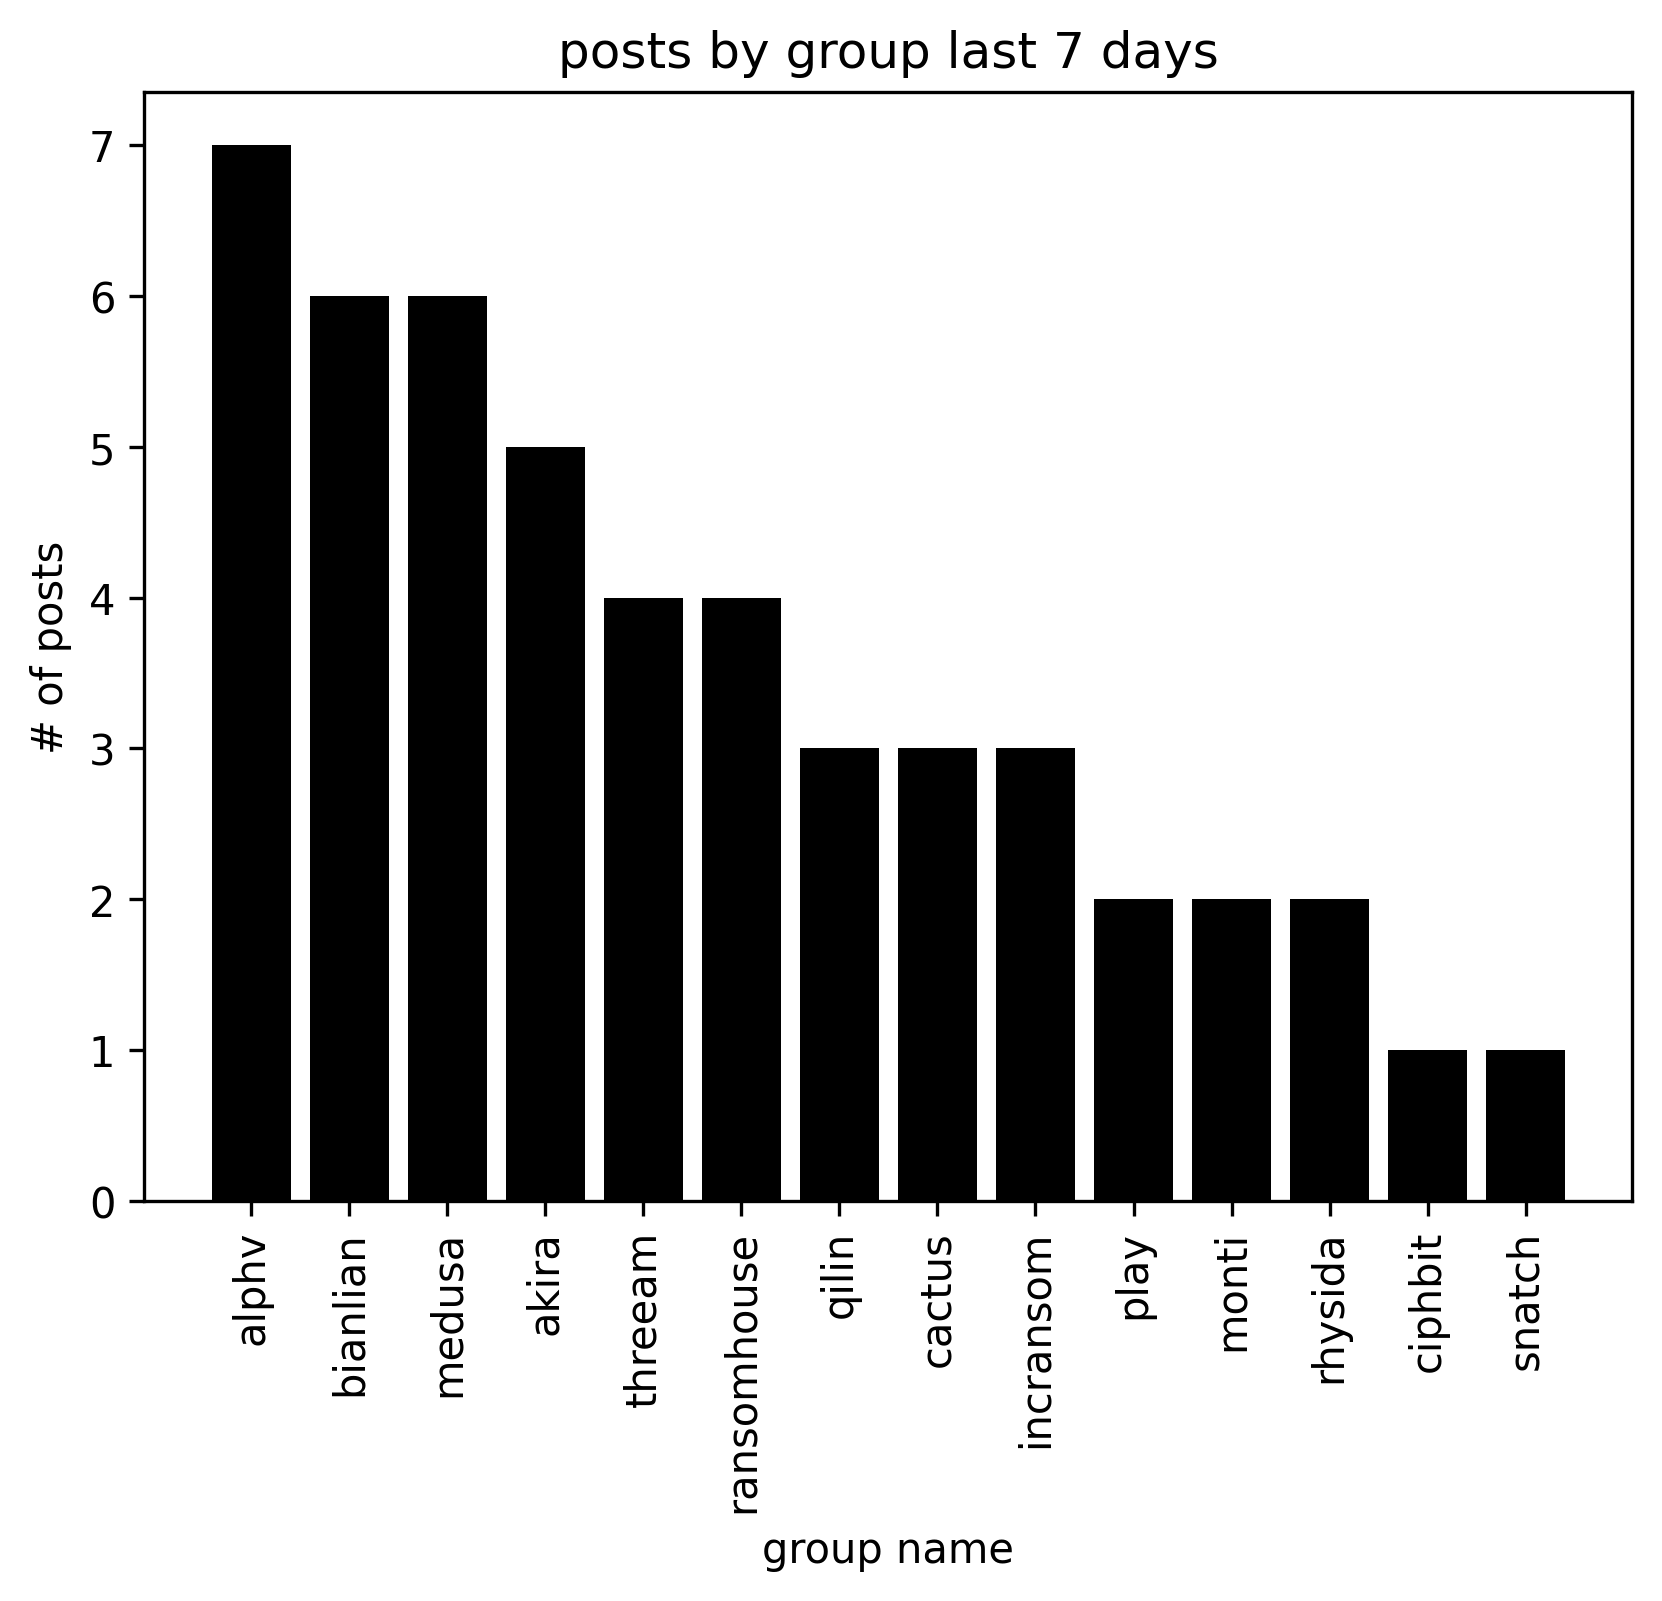 posts by group last 7 days
# of posts
7
6
5
4
3
2
1
0
alphv
bianlian
medusa
akira
threeam
ransomhouse
qilin
cactus
incransom
play
monti
rhysida
ciphbit
snatch
group name